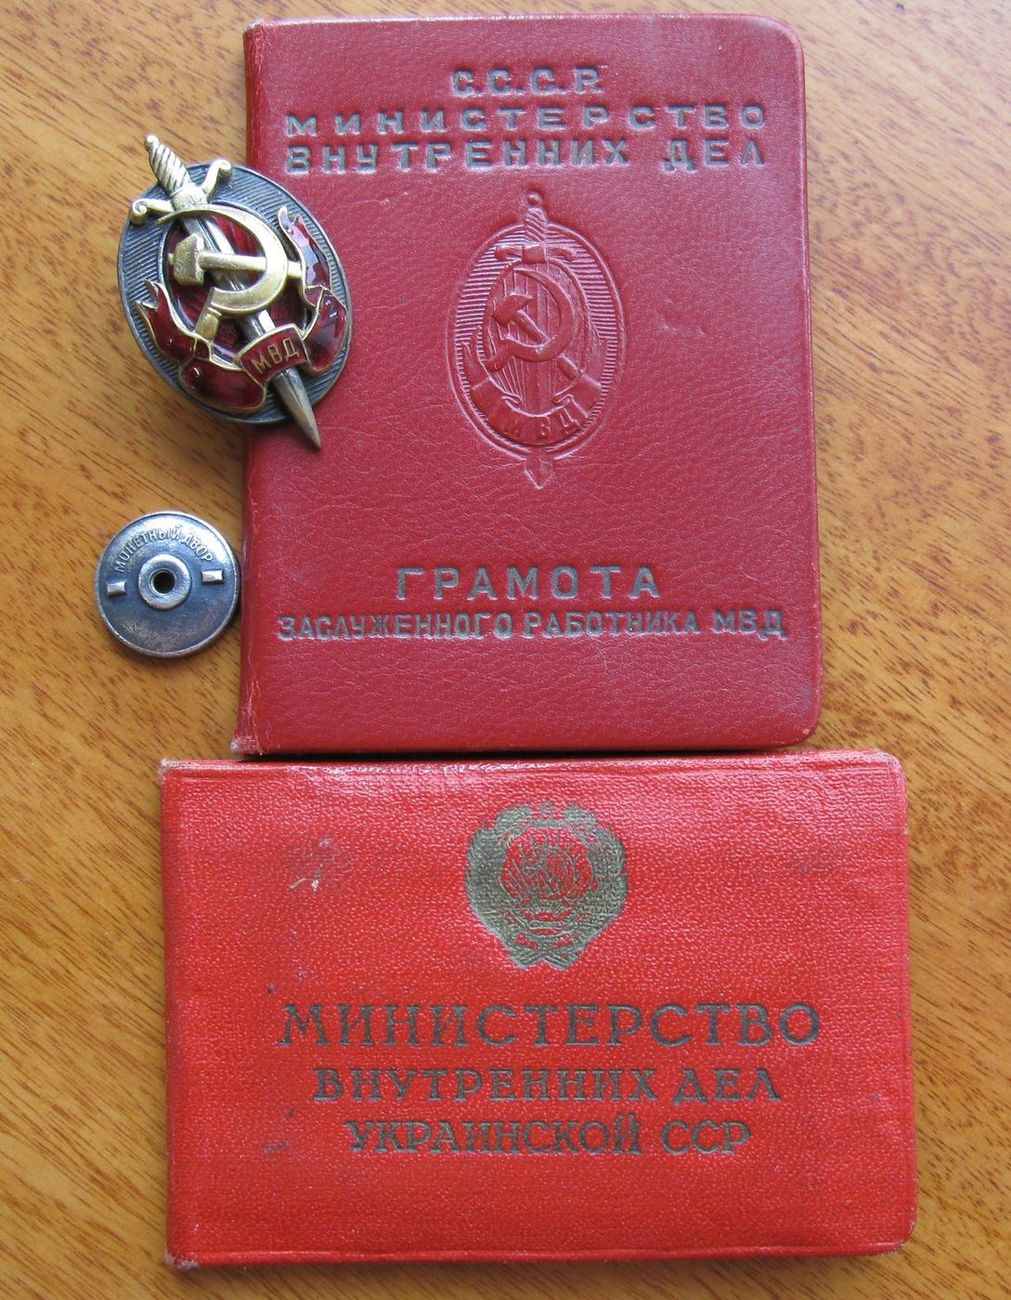 С.С.С.Р.
МИНИСТЕРСТВО
ВНУТРЕННИХ ДЕЛ
МВД
МВД
МОНЕТНЫЙ ДВОР
ГРАМОТА
ЗАСЛУЖЕННОГО РАБОТНИКА МВД
МИНИСТЕРСТВО
ВНУТРЕННИХ ДЕЛ
УКРАИНСКОЙ ССР